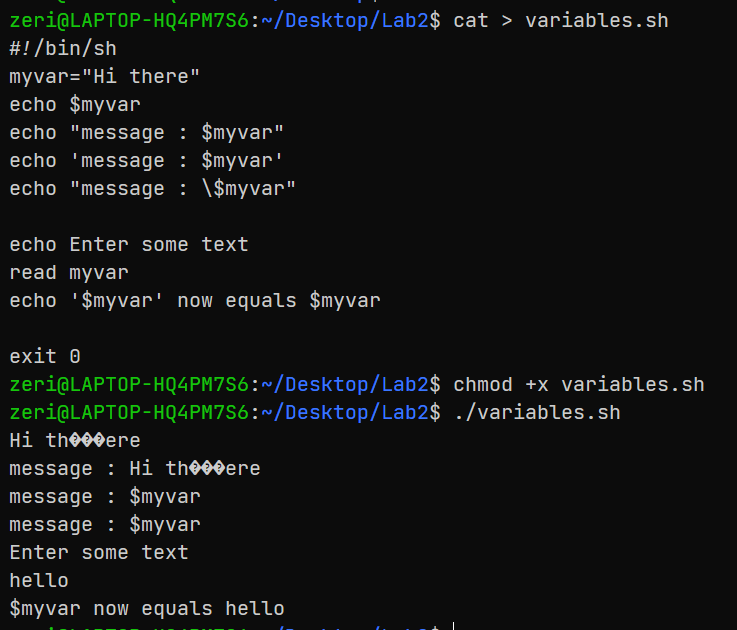 zeri@LAPTOP-HQ4PM7S6:~/Desktop/Lab2$ cat > variables.sh
#!/bin/sh
myvar="Hi there"
echo $myvar
echo "message : $myvar"
echo 'message : $myvar'
echo "message : \$myvar"
echo Enter some text
read myvar
echo '$myvar' now equals $myvar
exit 0
zeri@LAPTOP-HQ4PM7S6:~/Desktop/Lab2$ chmod +x variables.sh
zeri@LAPTOP-HQ4PM7S6:~/Desktop/Lab2$ ./variables.sh
Hi th���ere
message : Hi th���ere
message : $myvar
message : $myvar
Enter some text
hello
$myvar now equals hello